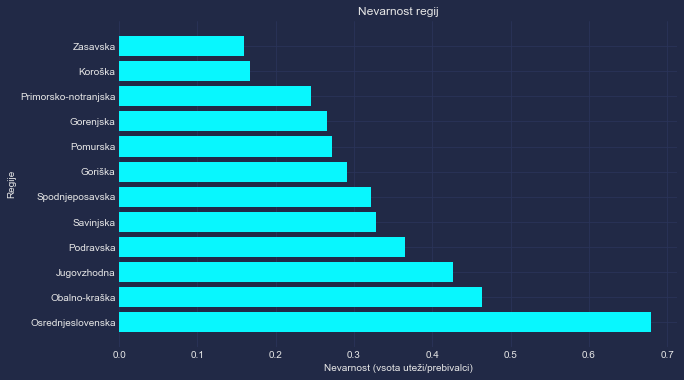 Nevarnost regij
Regije
Zasavska
Koroška
Primorsko-notranjska
Gorenjska
Pomurska
Goriška
Spodnjeposavska
Savinjska
Podravska
Jugovzhodna
Obalno-kraška
Osrednjeslovenska
0.0 0.1 0.2 0.3 0.4 0.5 0.6 0.7
Nevarnost (vsota uteži/prebivalci)